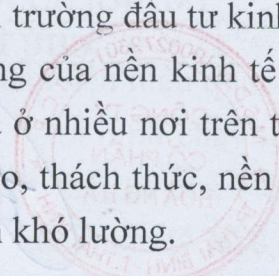 trường đầu tư kinh
ng của nền kinh tế
ở nhiều nơi trên t
o, thách thức, nền
khó lường.